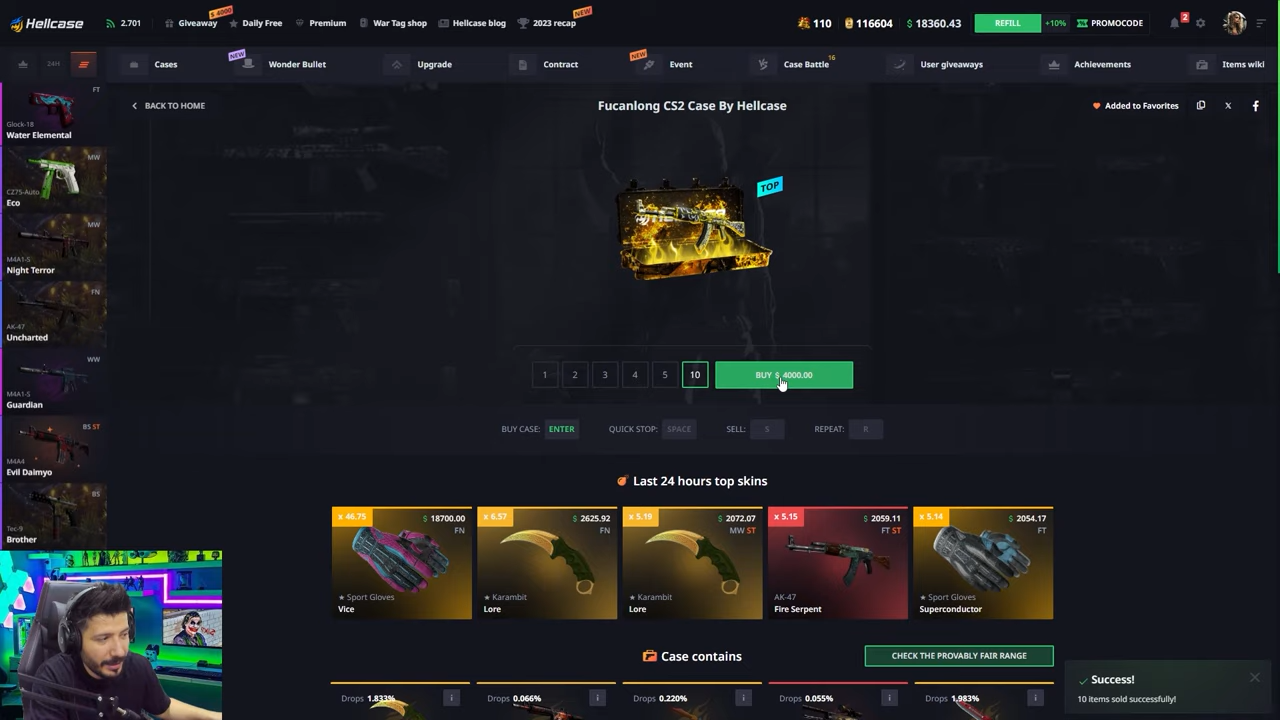 Hellcase
2.701
Giveaway
$ 4000
Daily Free
Premium
War Tag shop
Hellcase blog
2023 recap
NEW
110
116604
$ 18360.43
REFILL
+10%
PROMOCODE
2
24H
Cases
NEW
Wonder Bullet
Upgrade
Contract
NEW
Event
Case Battle
16
User giveaways
Achievements
Items wiki
BACK TO HOME
Fucanlong CS2 Case By Hellcase
Added to Favorites
TOP
FT
Glock-18
Water Elemental
MW
CZ75-Auto
Eco
MW
M4A1-S
Night Terror
FN
AK-47
Uncharted
WW
M4A1-S
Guardian
BS ST
M4A4
Evil Daimyo
BS
Tec-9
Brother
1
2
3
4
5
10
BUY $ 4000.00
BUY CASE: ENTER
QUICK STOP: SPACE
SELL: S
REPEAT: R
Last 24 hours top skins
x 46.75
$ 18700.00
FN
★ Sport Gloves
Vice
x 6.57
$ 2625.92
FN
★ Karambit
Lore
x 5.19
$ 2072.07
MW ST
★ Karambit
Lore
x 5.15
$ 2059.11
FT ST
AK-47
Fire Serpent
x 5.14
$ 2054.17
FT
★ Sport Gloves
Superconductor
Case contains
CHECK THE PROVABLY FAIR RANGE
Drops 1.833%
Drops 0.066%
Drops 0.220%
Drops 0.055%
Drops 1.983%
Success!
10 items sold successfully!